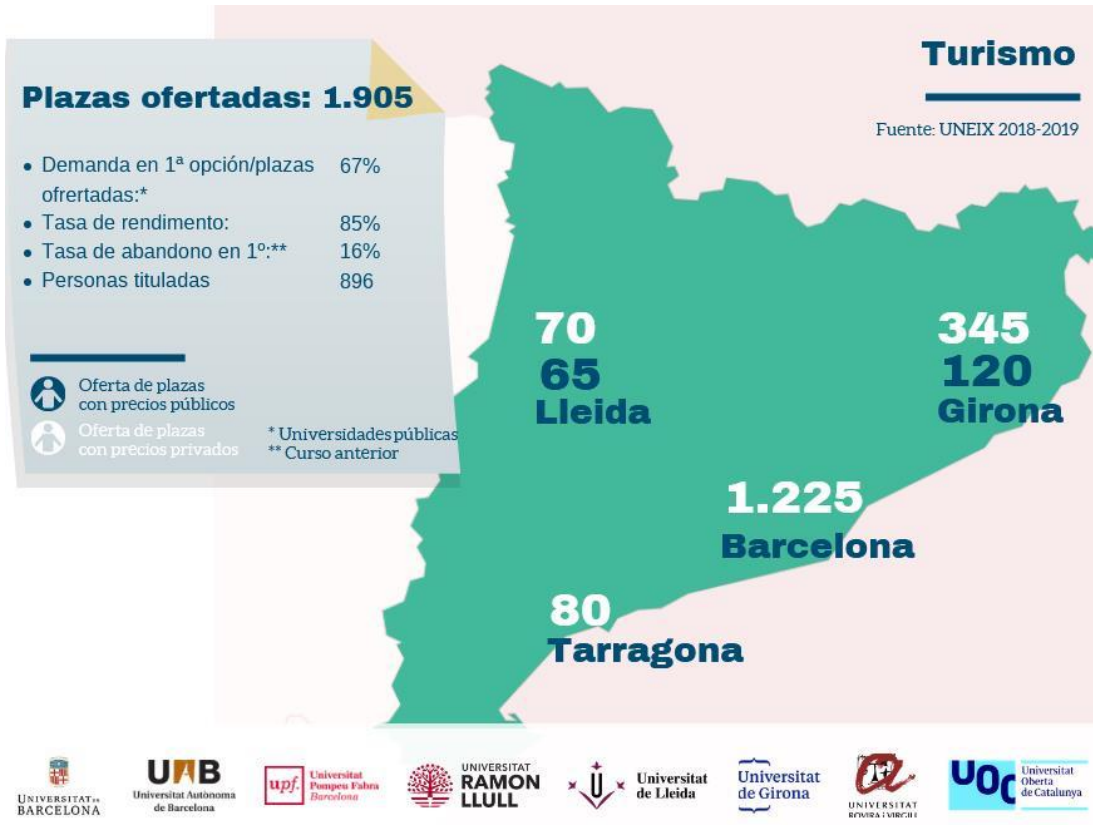 Turismo
Fuente: UNEIX 2018-2019
Plazas ofertadas: 1.905
• Demanda en 1ª opción/plazas 67%
ofrertadas:*
• Tasa de rendimento: 85%
• Tasa de abandono en 1º:** 16%
• Personas tituladas 896
Oferta de plazas
con precios públicos
Oferta de plazas
con precios privados
* Universidades públicas
** Curso anterior
70
65
Lleida
345
120
Girona
1.225
Barcelona
80
Tarragona
UNIVERSITAT DE
BARCELONA
UAB
Universitat Autònoma
de Barcelona
upf.
Universitat
Pompeu Fabra
Barcelona
UNIVERSITAT
RAMON
LLULL
U
Universitat
de Lleida
Universitat
de Girona
UNIVERSITAT
ROVIRA i VIRGILI
UOC
Universitat
Oberta
de Catalunya